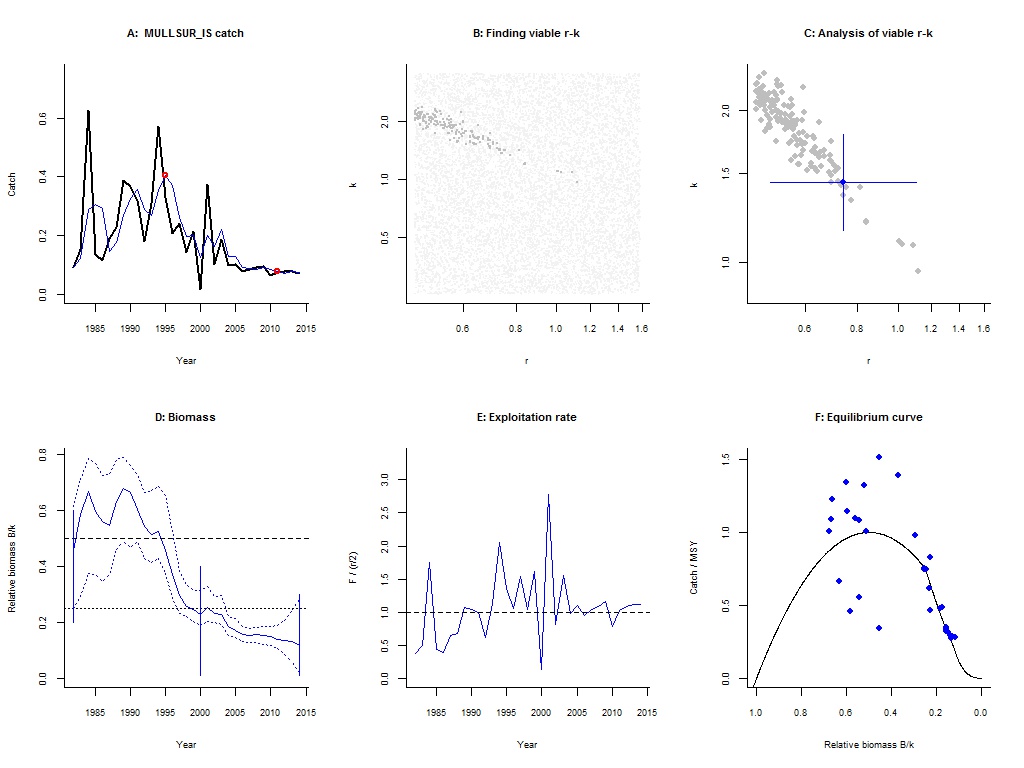 A: MULLSUR_IS catch
Catch
0.0 0.2 0.4 0.6
1985 1990 1995 2000 2005 2010 2015
Year
B: Finding viable r-k
k
0.5 1.0 2.0
0.6 0.8 1.0 1.2 1.4 1.6
r
C: Analysis of viable r-k
k
1.0 1.5 2.0
0.6 0.8 1.0 1.2 1.4 1.6
r
D: Biomass
Relative biomass B/k
0.0 0.2 0.4 0.6 0.8
1985 1990 1995 2000 2005 2010 2015
Year
E: Exploitation rate
F / (r/2)
0.0 0.5 1.0 1.5 2.0 2.5 3.0
1985 1990 1995 2000 2005 2010 2015
Year
F: Equilibrium curve
Catch / MSY
0.0 0.5 1.0 1.5
1.0 0.8 0.6 0.4 0.2 0.0
Relative biomass B/k